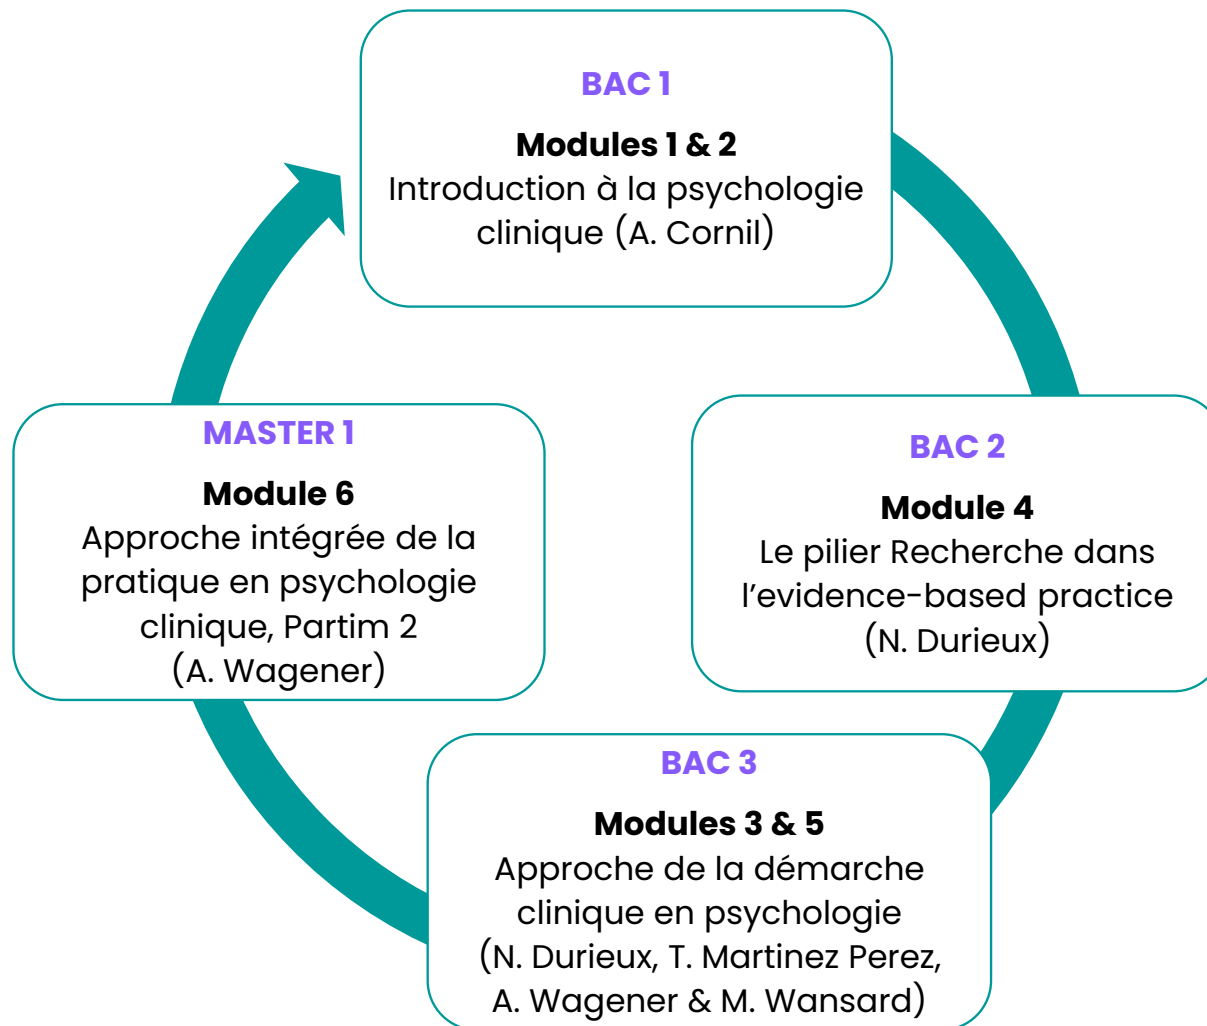 BAC 1
Modules 1 & 2
Introduction à la psychologie
clinique (A. Cornil)
BAC 2
Module 4
Le pilier Recherche dans
l’evidence-based practice
(N. Durieux)
BAC 3
Modules 3 & 5
Approche de la démarche
clinique en psychologie
(N. Durieux, T. Martinez Perez,
A. Wagener & M. Wansard)
MASTER 1
Module 6
Approche intégrée de la
pratique en psychologie
clinique, Partim 2
(A. Wagener)